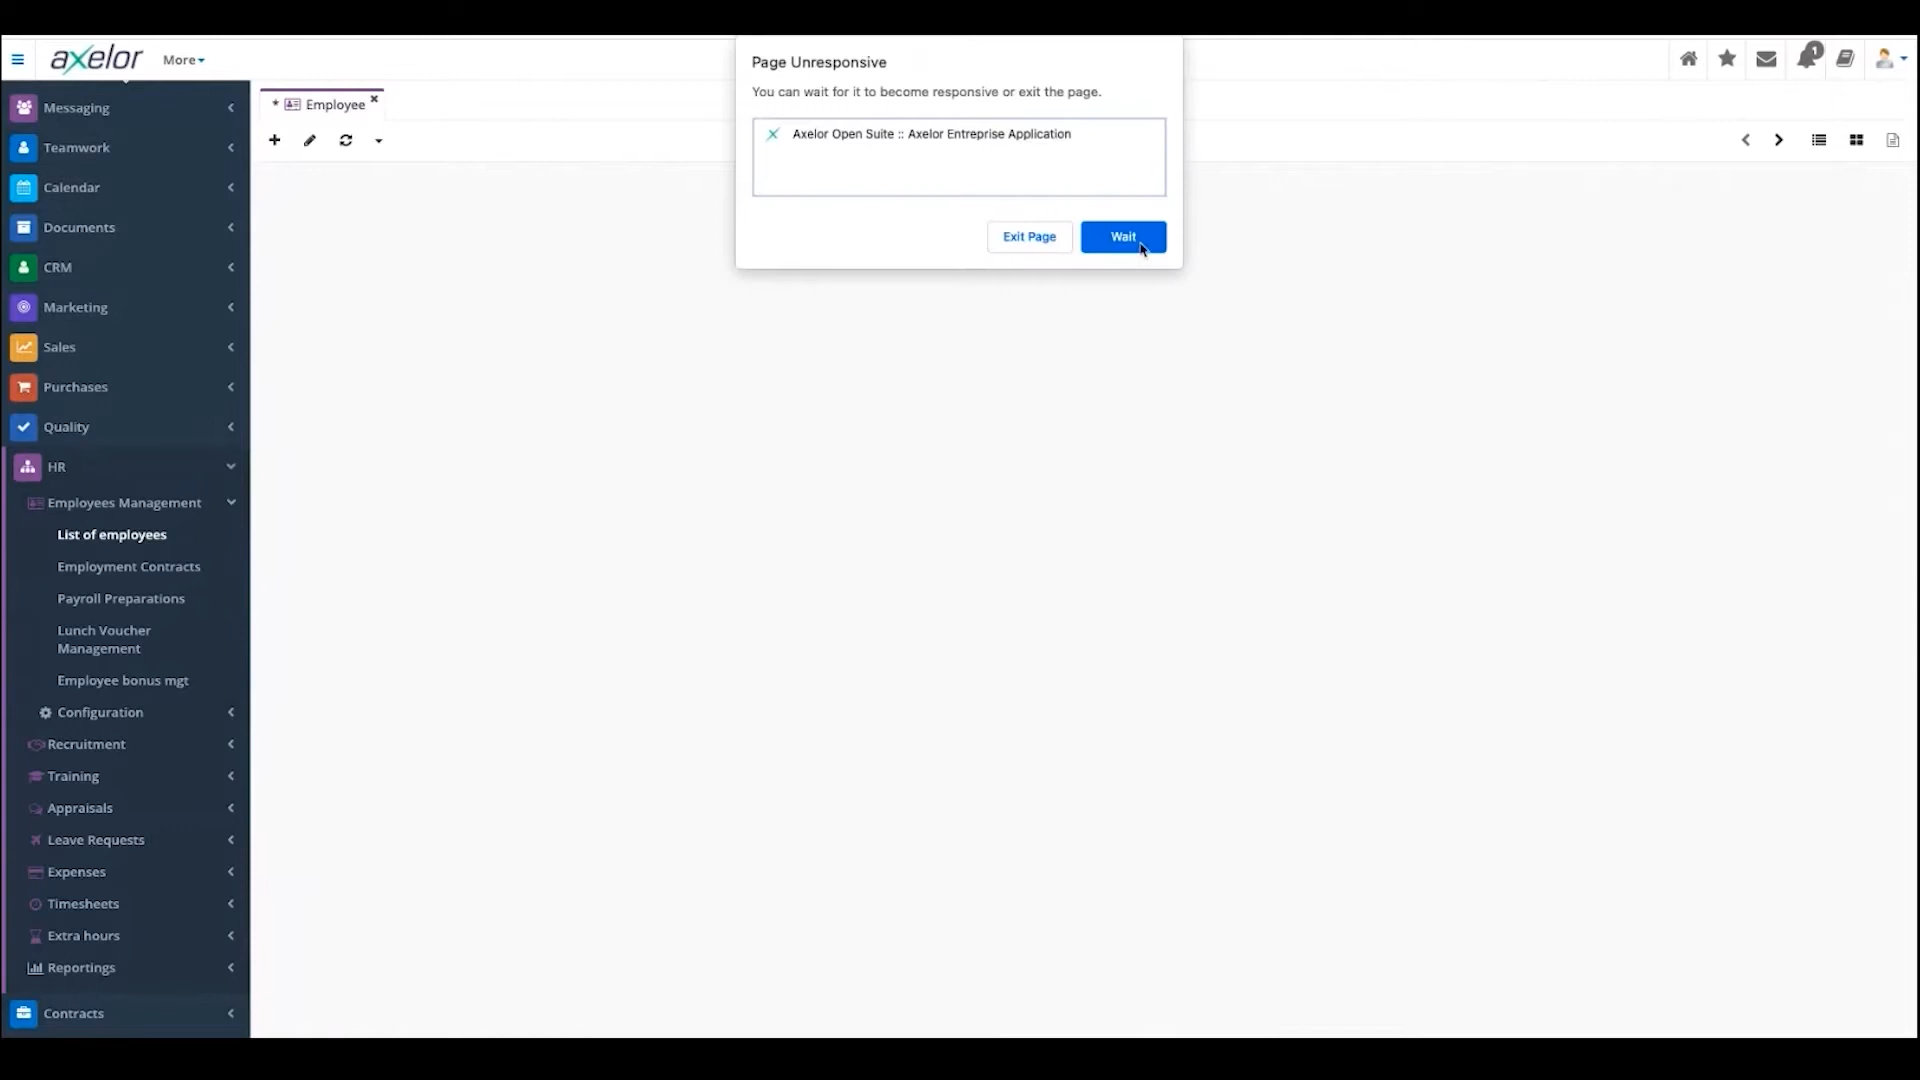 axelor
More
1
Page Unresponsive
You can wait for it to become responsive or exit the page.
Axelor Open Suite :: Axelor Entreprise Application
Exit Page
Wait
* Employee
Messaging
Teamwork
Calendar
Documents
CRM
Marketing
Sales
Purchases
Quality
HR
Employees Management
List of employees
Employment Contracts
Payroll Preparations
Lunch Voucher
Management
Employee bonus mgt
Configuration
Recruitment
Training
Appraisals
Leave Requests
Expenses
Timesheets
Extra hours
Reportings
Contracts